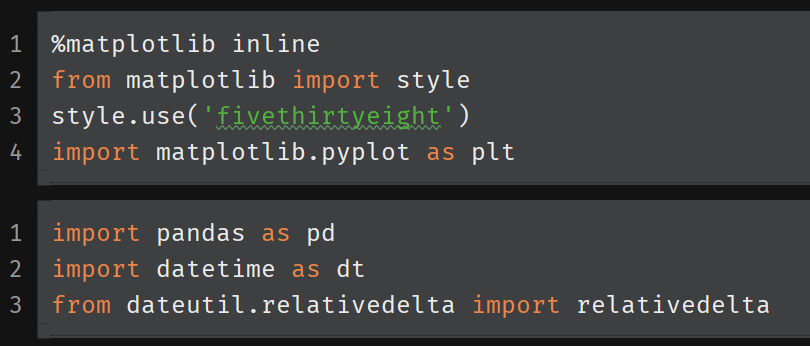 1 %matplotlib inline
2 from matplotlib import style
3 style.use('fivethirtyeight')
4 import matplotlib.pyplot as plt
1 import pandas as pd
2 import datetime as dt
3 from dateutil.relativedelta import relativedelta